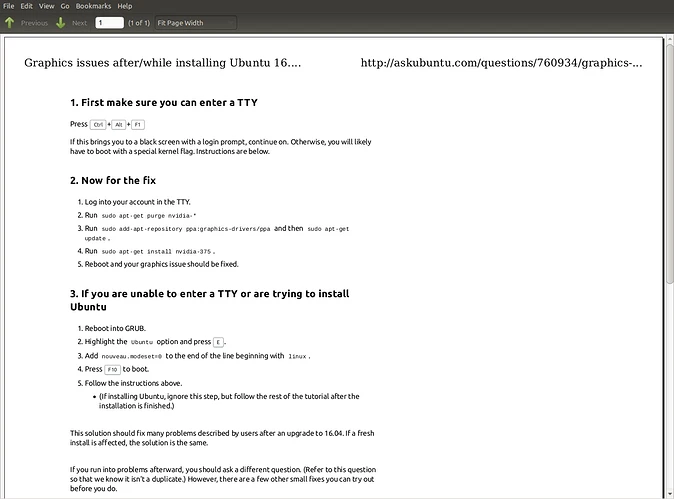 File Edit View Go Bookmarks Help
Previous Next 1 (1 of 1) Fit Page Width
Graphics issues after/while installing Ubuntu 16.... http://askubuntu.com/questions/760934/graphics-...
1. First make sure you can enter a TTY
Press Ctrl + Alt + F1
If this brings you to a black screen with a login prompt, continue on. Otherwise, you will likely
have to boot with a special kernel flag. Instructions are below.
2. Now for the fix
1. Log into your account in the TTY.
2. Run sudo apt-get purge nvidia-*
3. Run sudo add-apt-repository ppa:graphics-drivers/ppa and then sudo apt-get
update .
4. Run sudo apt-get install nvidia-375 .
5. Reboot and your graphics issue should be fixed.
3. If you are unable to enter a TTY or are trying to install
Ubuntu
1. Reboot into GRUB.
2. Highlight the Ubuntu option and press E .
3. Add nouveau.modeset=0 to the end of the line beginning with linux .
4. Press F10 to boot.
5. Follow the instructions above.
• (If installing Ubuntu, ignore this step, but follow the rest of the tutorial after the
installation is finished.)
This solution should fix many problems described by users after an upgrade to 16.04. If a fresh
install is affected, the solution is the same.
If you run into problems afterward, you should ask a different question. (Refer to this question
so that we know it isn't a duplicate.) However, there are a few other small fixes you can try out
before you do.